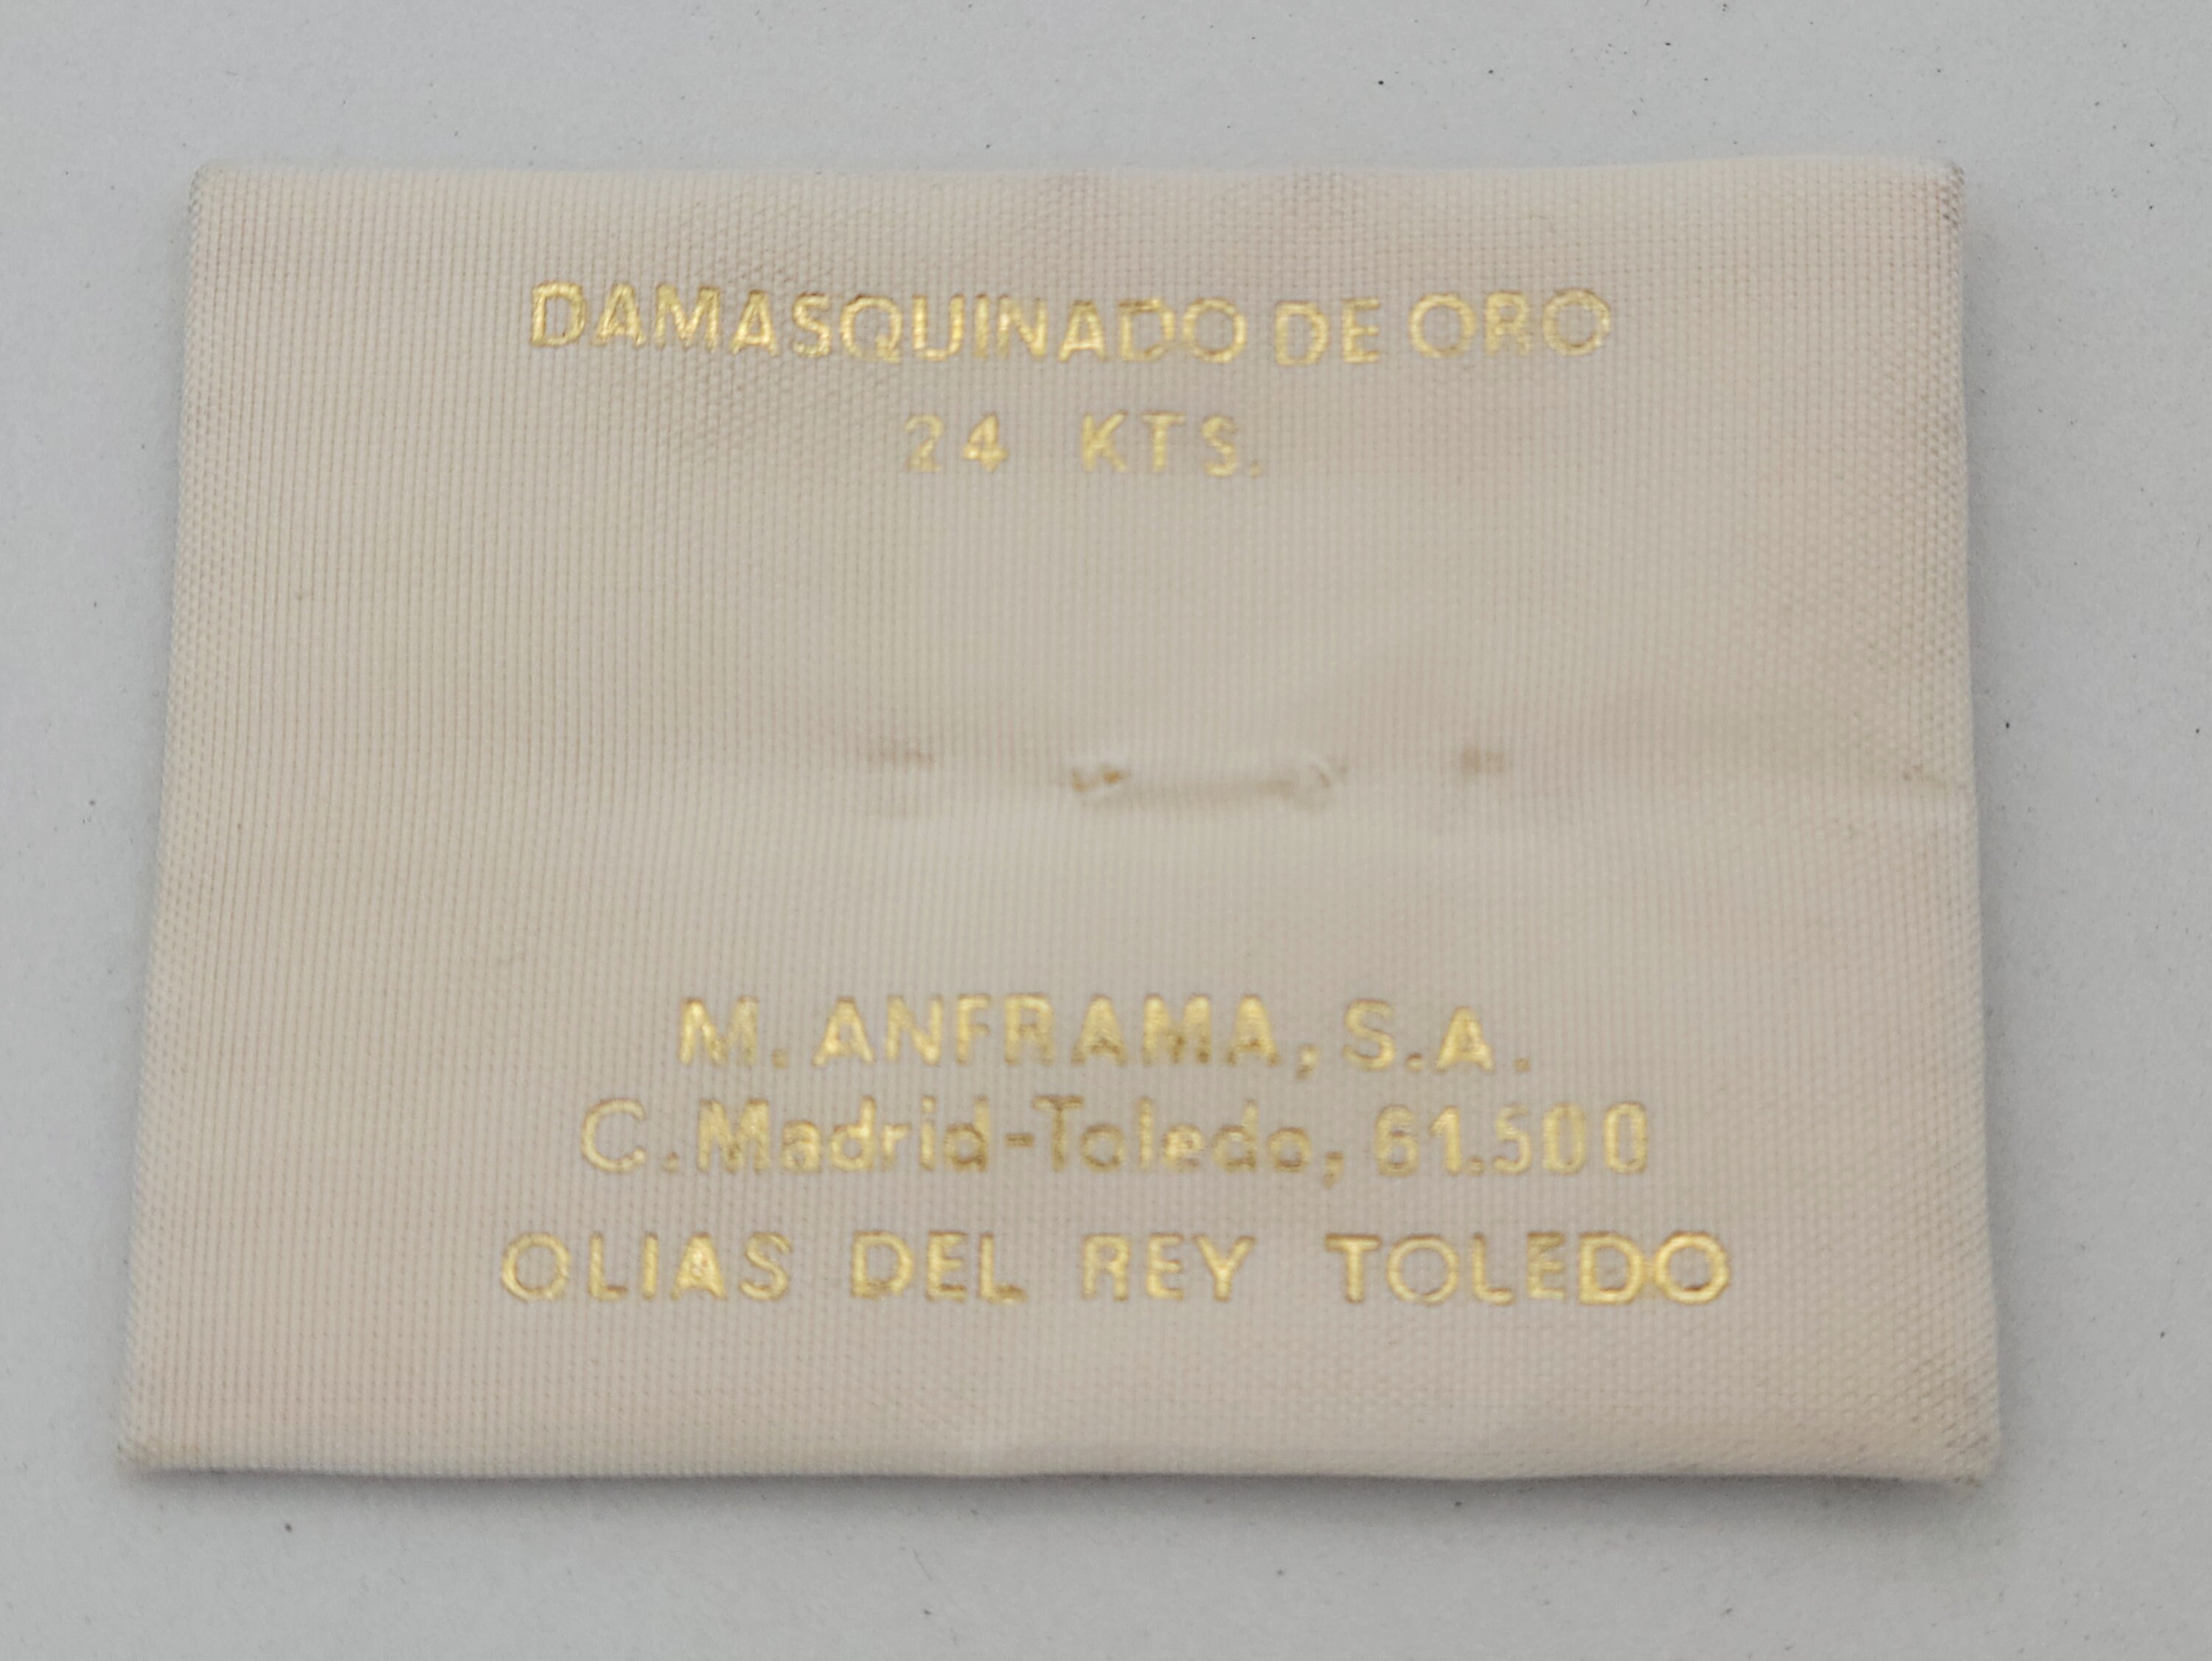 DAMASQUINADO DE ORO
24 KTS.
M. ANFRAMA, S.A.
C. Madrid-Toledo, 61.500
OLIAS DEL REY TOLEDO